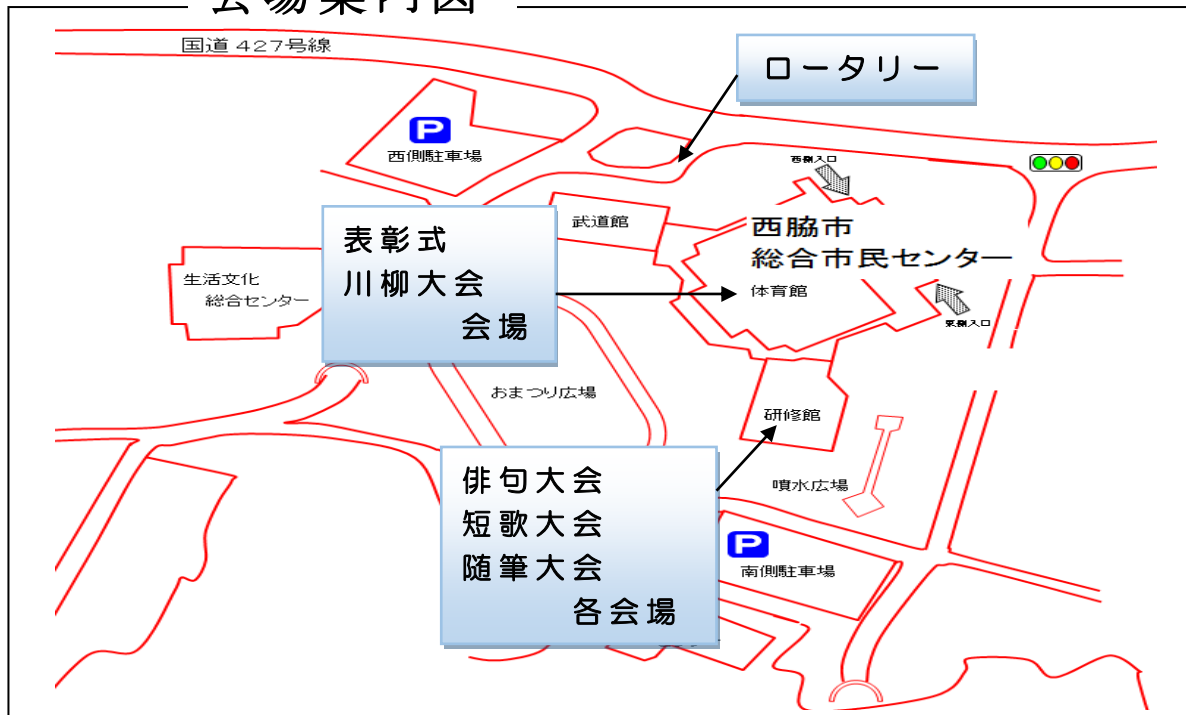 会場案内図
国道427号線
ロータリー
P
西側駐車場
西側入口
武道館
西脇市
総合市民センター
体育館
東側入口
表彰式
川柳大会
会場
生活文化
総合センター
おまつり広場
研修館
俳句大会
短歌大会
随筆大会
各会場
噴水広場
P
南側駐車場